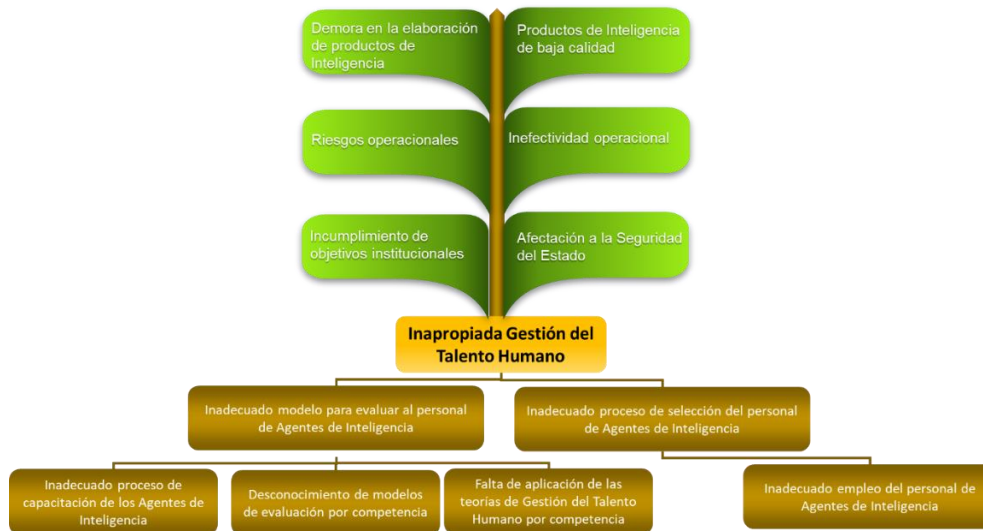 Demora en la elaboración
de productos de
Inteligencia
Productos de Inteligencia
de baja calidad
Riesgos operacionales
Inefectividad operacional
Incumplimiento de
objetivos institucionales
Afectación a la Seguridad
del Estado
Inapropiada Gestión del
Talento Humano
Inadecuado modelo para evaluar al personal
de Agentes de Inteligencia
Inadecuado proceso de selección del personal
de Agentes de Inteligencia
Inadecuado proceso de
capacitación de los Agentes de
Inteligencia
Desconocimiento de modelos
de evaluación por competencia
Falta de aplicación de las
teorías de Gestión del Talento
Humano por competencia
Inadecuado empleo del personal de
Agentes de Inteligencia